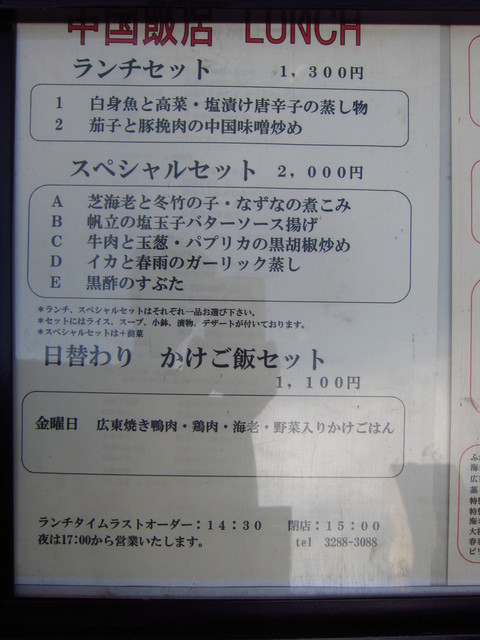 中国飯店 LUNCH
ランチセット 1,300円
1 白身魚と高菜・塩漬け唐辛子の蒸し物
2 茄子と豚挽肉の中国味噌炒め
スペシャルセット 2,000円
A 芝海老と冬竹の子・なずなの煮こみ
B 帆立の塩玉子バターソース揚げ
C 牛肉と玉葱・パプリカの黒胡椒炒め
D イカと春雨のガーリック蒸し
E 黒酢のすぶた
*ランチ、スペシャルセットはそれぞれ一品お選び下さい。
*セットにはライス、スープ、小鉢、漬物、デザートが付いております。
*スペシャルセットは+前菜
日替わり かけご飯セット
1,100円
金曜日 広東焼き鴨肉・鶏肉・海老・野菜入りかけごはん
ランチタイムラストオーダー:14:30 閉店:15:00
夜は17:00から営業いたします。 tel 3288-3088